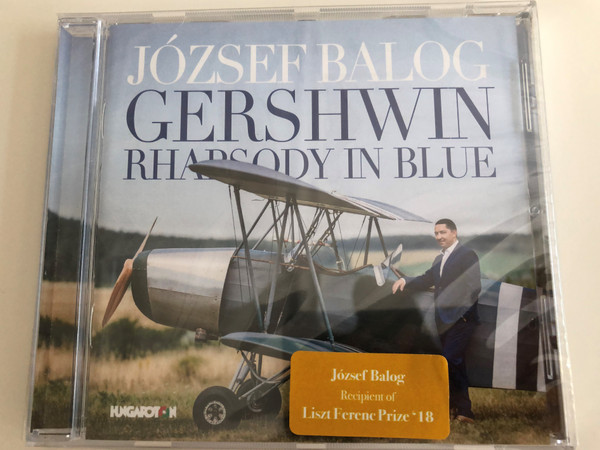 JÓZSEF BALOG
GERSHWIN
RHAPSODY IN BLUE
HUNGAROTON
József Balog
Recipient of
Liszt Ferenc Prize '18